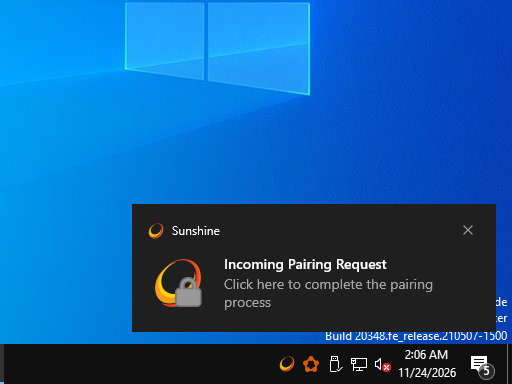 Sunshine
Incoming Pairing Request
Click here to complete the pairing
process
Build 20348.fe_release.210507-1500
2:06 AM
11/24/2026
5